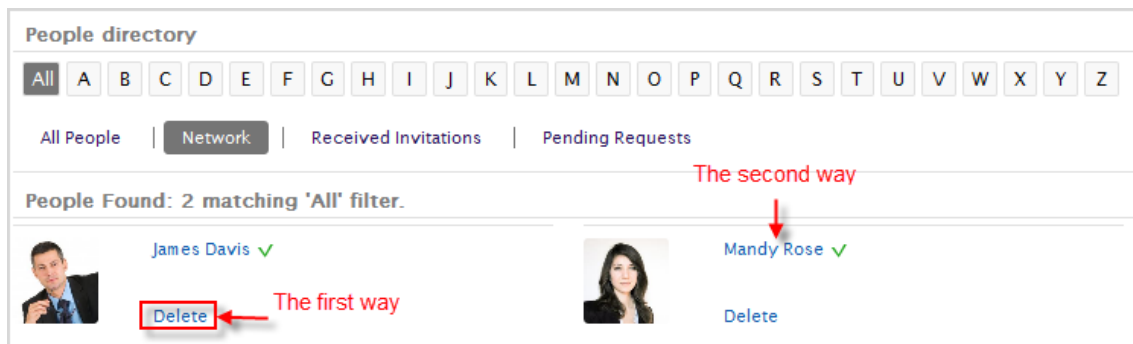 People directory
All A B C D E F G H I J K L M N O P Q R S T U V W X Y Z
All People | Network | Received Invitations | Pending Requests
The second way
People Found: 2 matching 'All' filter.
James Davis Mandy Rose
The first way
Delete Delete